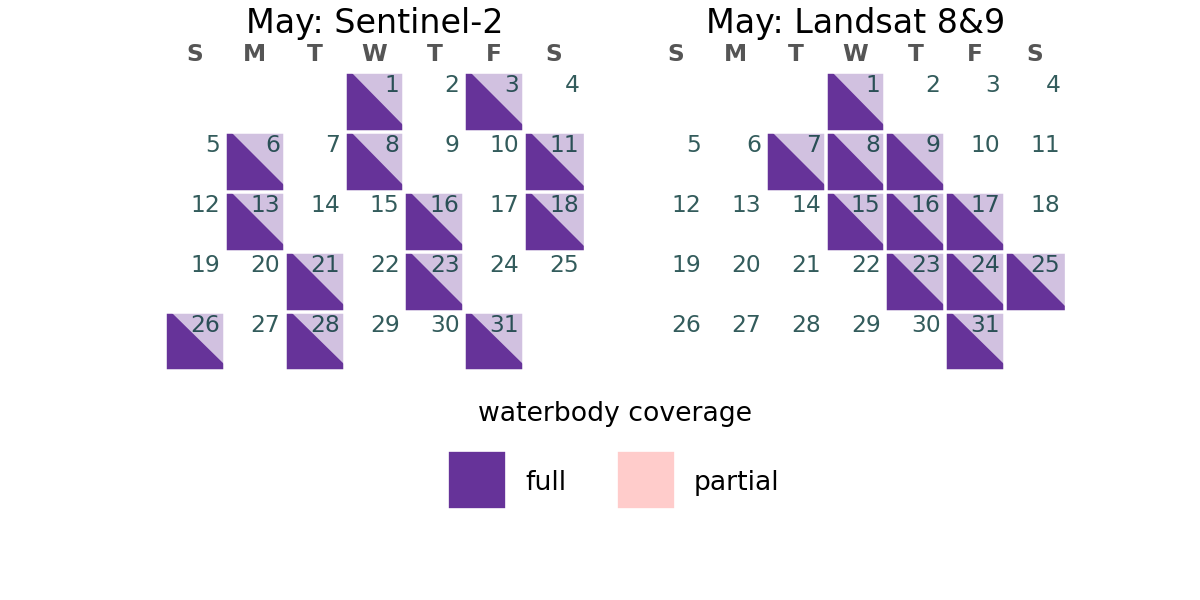 May: Sentinel-2
S M T W T F S
1 2 3 4
5 6 7 8 9 10 11
12 13 14 15 16 17 18
19 20 21 22 23 24 25
26 27 28 29 30 31
May: Landsat 8&9
S M T W T F S
1 2 3 4
5 6 7 8 9 10 11
12 13 14 15 16 17 18
19 20 21 22 23 24 25
26 27 28 29 30 31
waterbody coverage
full partial